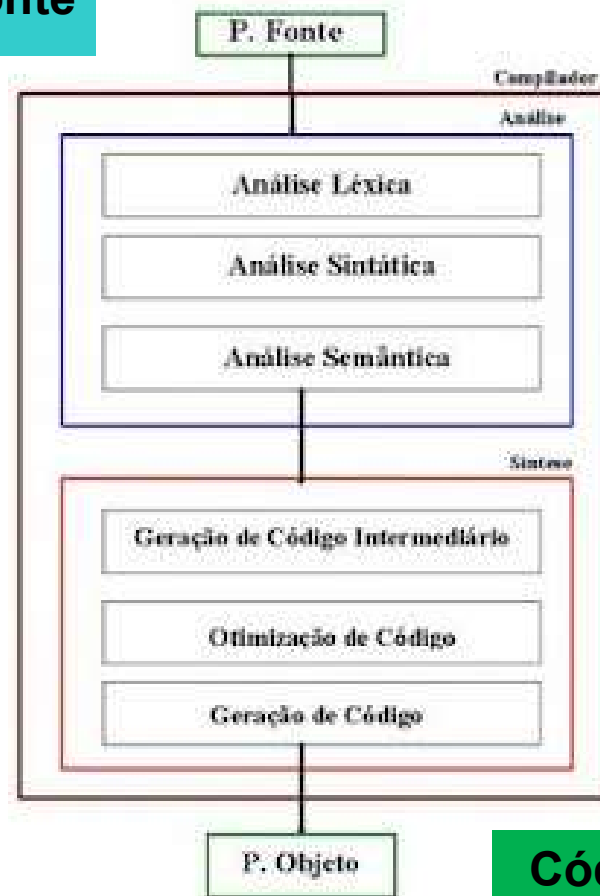 onte
P. Fonte
Compilador
Análise
Análise Léxica
Análise Sintática
Análise Semântica
Síntese
Geração de Código Intermediário
Otimização de Código
Geração de Código
P. Objeto
Cód